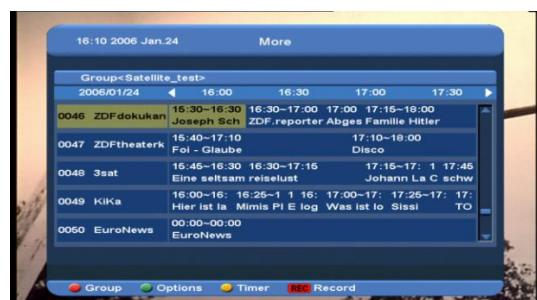 16:10 2006 Jan.24 More
Group<Satellite_test>
2006/01/24 16:00 16:30 17:00 17:30
0046 ZDFdokukan 15:30~16:30 16:30~17:00 17:00 17:15~18:00
Joseph Sch ZDF.reporter Abges Familie Hitler
0047 ZDFtheaterk 15:40~17:10 17:10~18:00
Foi - Glaube Disco
0048 3sat 15:45~16:30 16:30~17:15 17:15~17: 1 17:45
Eine seltsam reiselust Johann La C schw
0049 KiKa 16:00~16: 16:25~1 1 16: 17:00~17: 17:25~17: 17:
Hier ist la Mimis Pl E log Was ist lo Sissi TO
0050 EuroNews 00:00~00:00
EuroNews
Group Options Timer REC Record